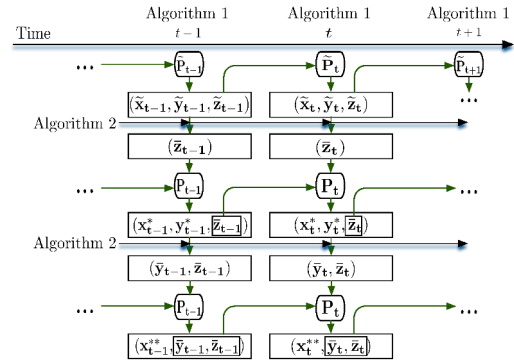 Algorithm 1 Algorithm 1 Algorithm 1
Time t − 1 t t + 1
... P̃ₜ₋₁ P̃ₜ P̃ₜ₊₁
(x̃ₜ₋₁, ỹₜ₋₁, z̃ₜ₋₁) (x̃ₜ, ỹₜ, z̃ₜ) ...
Algorithm 2
(z̄ₜ₋₁) (z̄ₜ)
... Pₜ₋₁ Pₜ ...
(x*ₜ₋₁, y*ₜ₋₁, z̄ₜ₋₁) (x*ₜ, y*ₜ, z̄ₜ)
Algorithm 2
(ȳₜ₋₁, z̄ₜ₋₁) (ȳₜ, z̄ₜ)
... Pₜ₋₁ Pₜ ...
(x**ₜ₋₁, ȳₜ₋₁, z̄ₜ₋₁) (x**ₜ, ȳₜ, z̄ₜ)